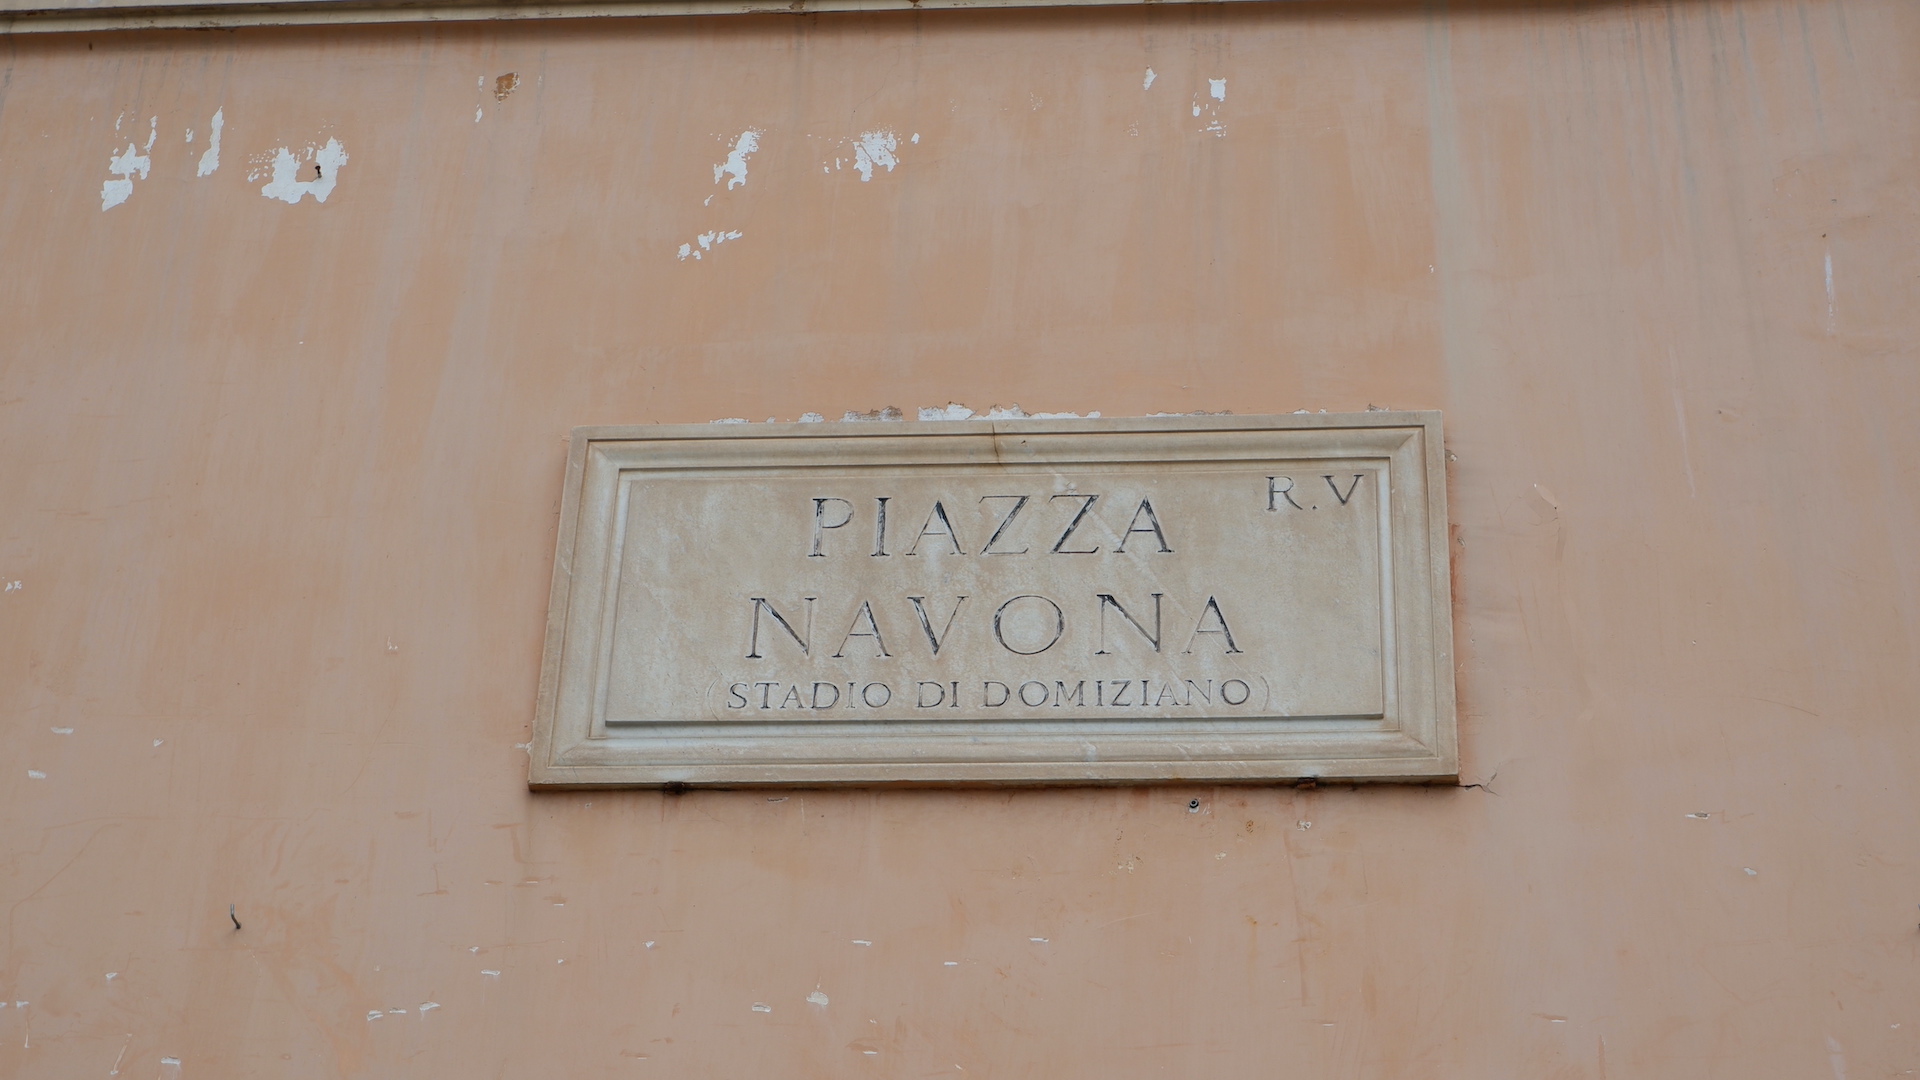 R.V
PIAZZA
NAVONA
(STADIO DI DOMIZIANO)